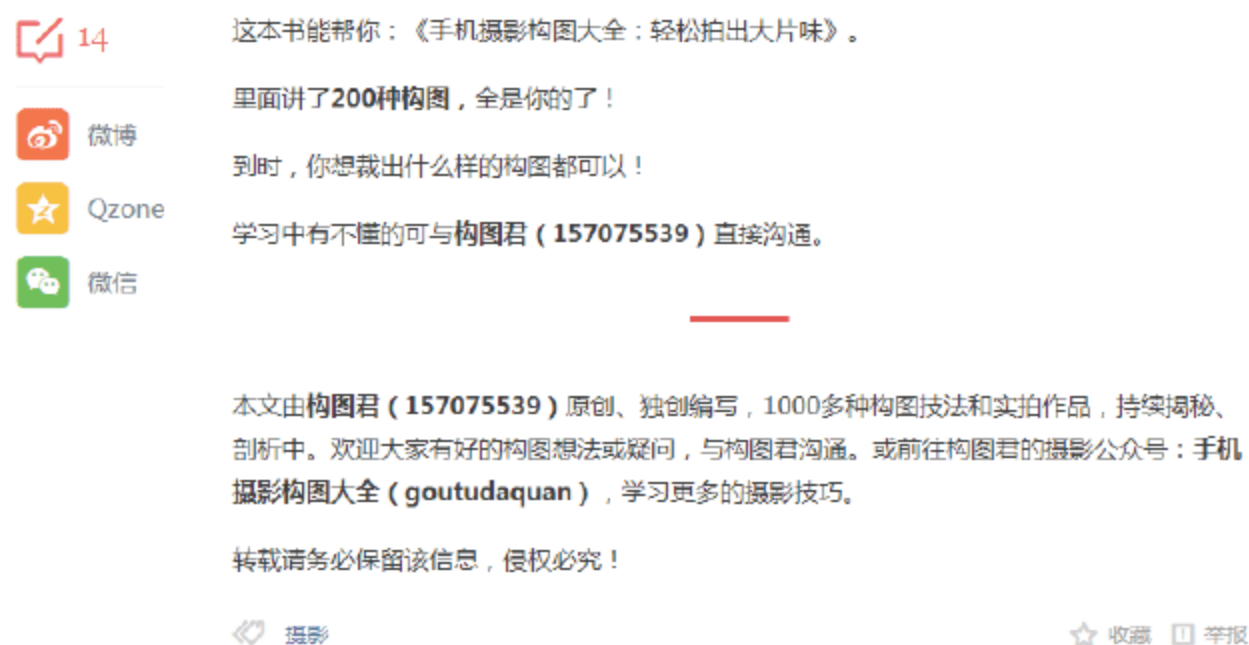 14
微博
Qzone
微信
这本书能帮你：《手机摄影构图大全：轻松拍出大片味》。
里面讲了200种构图，全是你的了！
到时，你想裁出什么样的构图都可以！
学习中有不懂的可与构图君（157075539）直接沟通。
本文由构图君（157075539）原创、独创编写，1000多种构图技法和实拍作品，持续揭秘、
剖析中。欢迎大家有好的构图想法或疑问，与构图君沟通。或前往构图君的摄影公众号：手机
摄影构图大全（goutudaquan），学习更多的摄影技巧。
转载请务必保留该信息，侵权必究！
摄影
收藏 举报